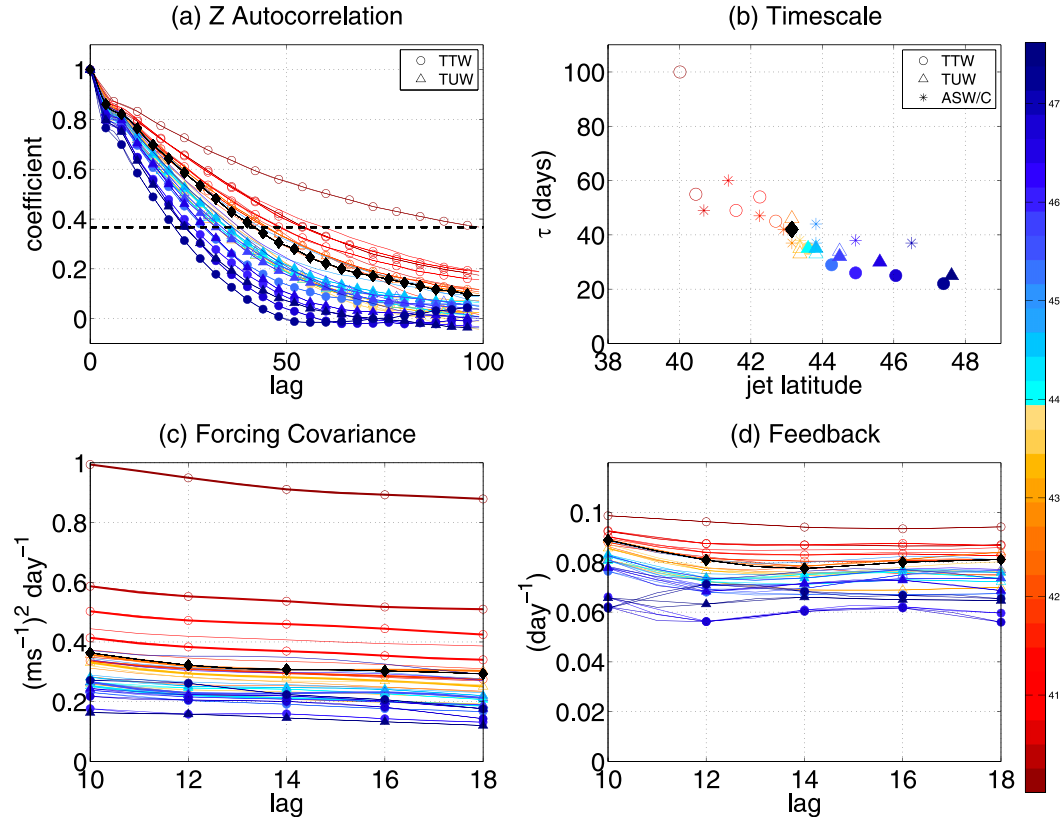 (a) Z Autocorrelation
(b) Timescale
TTW
TUW
1
0.8
0.6
0.4
0.2
0
coefficient
0
50
100
lag
TTW
TUW
ASW/C
100
80
60
40
20
0
τ (days)
38
40
42
44
46
48
jet latitude
47
46
45
44
43
42
41
(c) Forcing Covariance
(d) Feedback
1
0.8
0.6
0.4
0.2
0
(ms⁻¹)² day⁻¹
10
12
14
16
18
lag
0.1
0.08
0.06
0.04
0.02
0
(day⁻¹)
10
12
14
16
18
lag